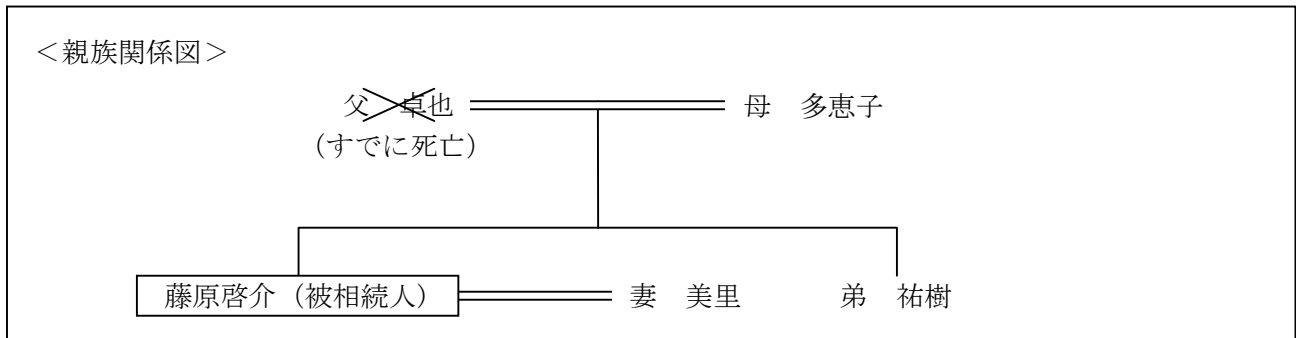 ＜親族関係図＞
父　卓也　母　多恵子
（すでに死亡）
藤原啓介（被相続人）　妻　美里　弟　祐樹